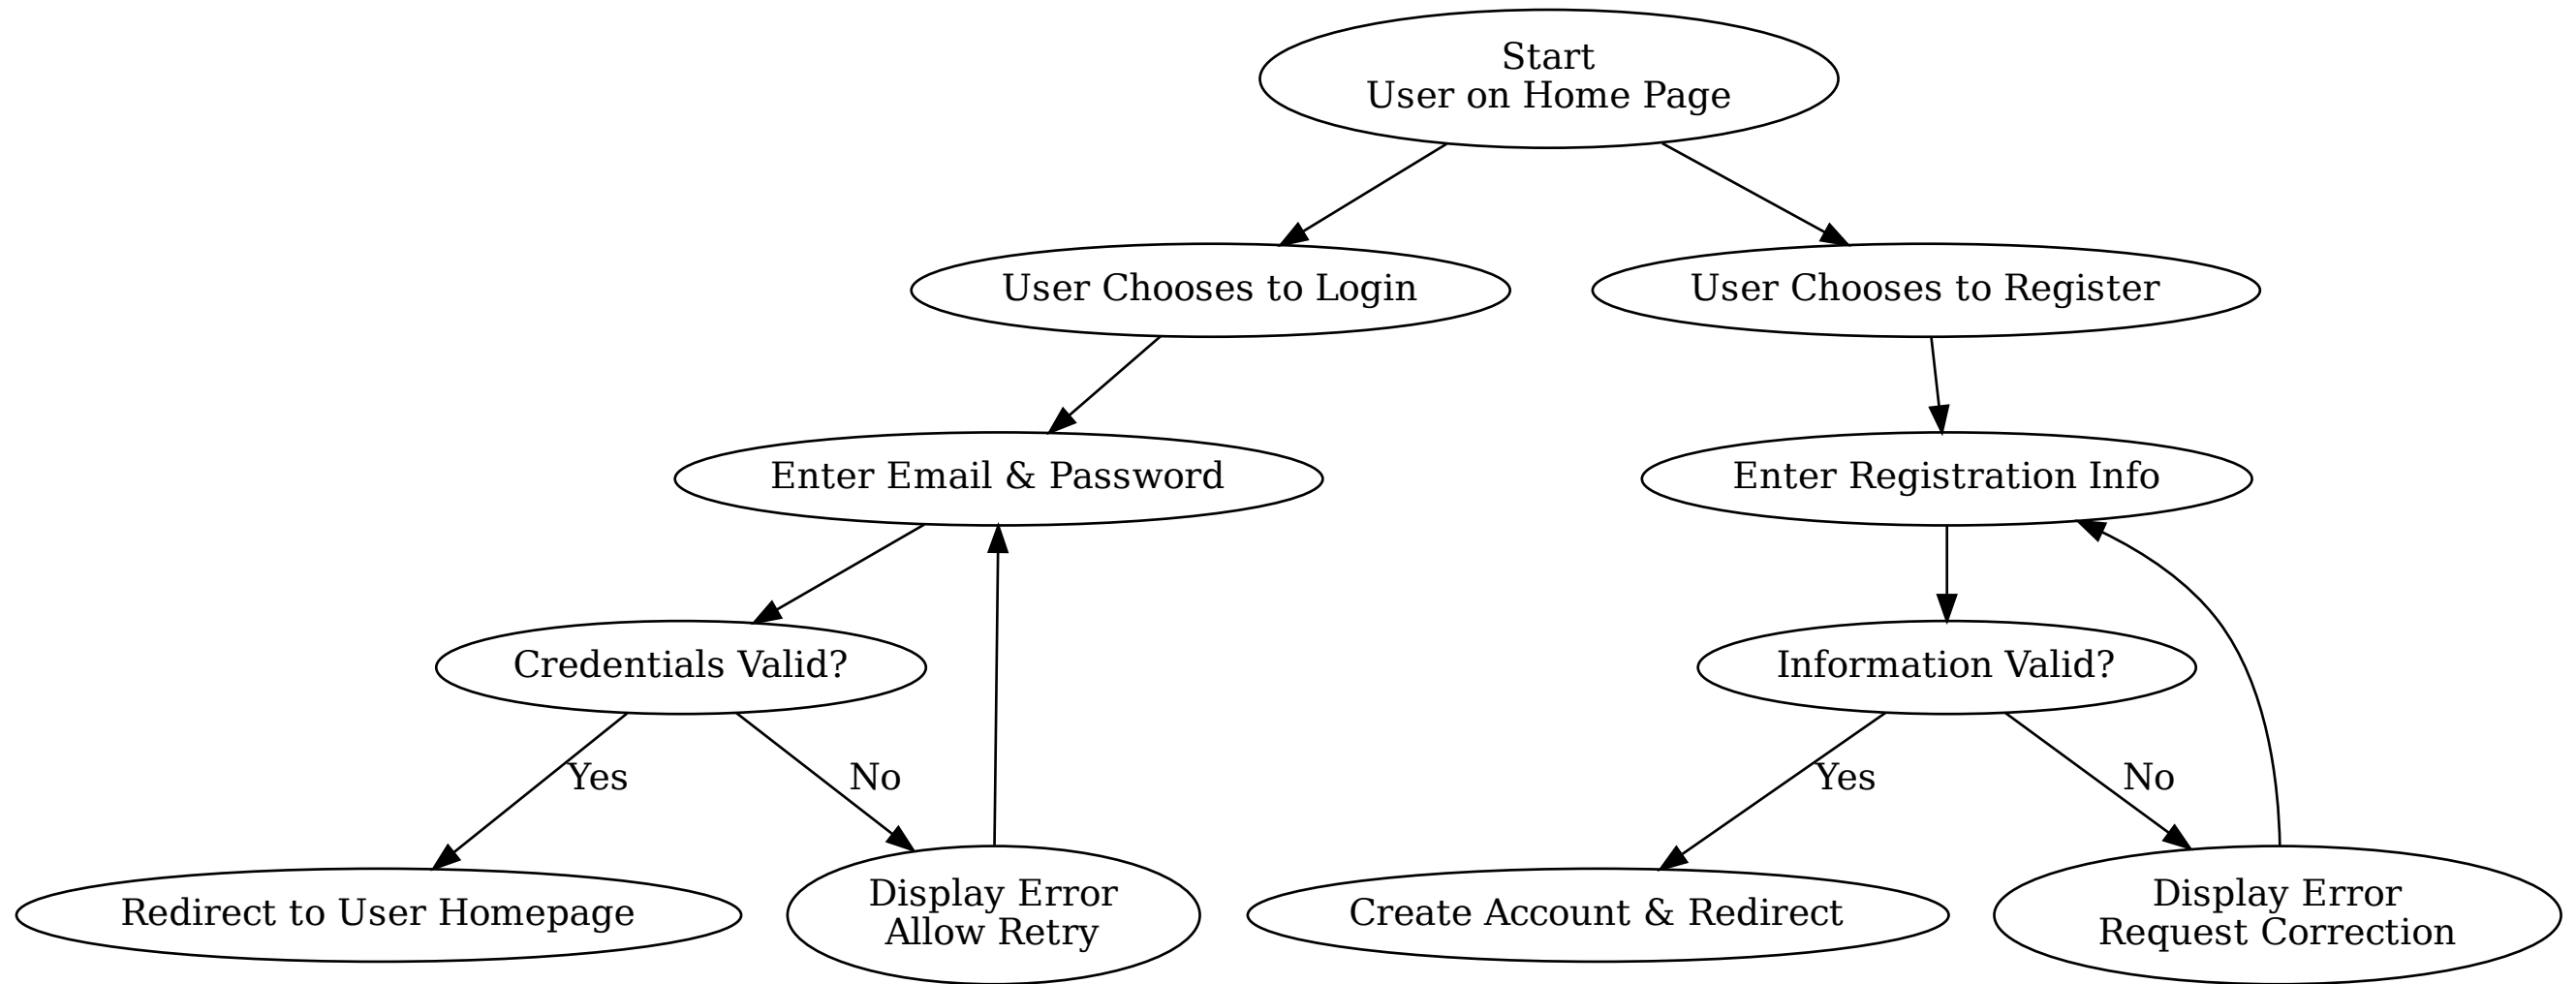 Start
User on Home Page
User Chooses to Login
User Chooses to Register
Enter Email & Password
Enter Registration Info
Credentials Valid?
Information Valid?
Yes
No
Yes
No
Redirect to User Homepage
Display Error
Allow Retry
Create Account & Redirect
Display Error
Request Correction